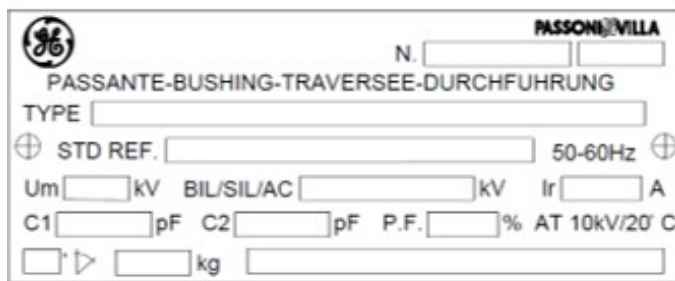 GE PASSONI VILLA
N.
PASSANTE-BUSHING-TRAVERSEE-DURCHFUHRUNG
TYPE
STD REF. 50-60Hz
Um kV BIL/SIL/AC kV Ir A
C1 pF C2 pF P.F. % AT 10kV/20° C
° kg